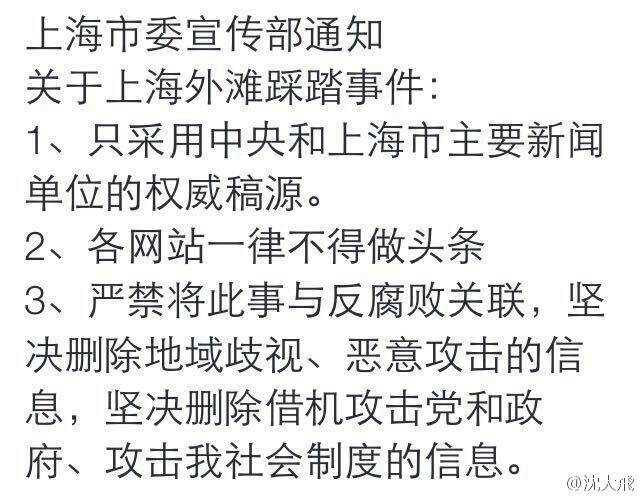 上海市委宣传部通知
关于上海外滩踩踏事件：
1、只采用中央和上海市主要新闻
单位的权威稿源。
2、各网站一律不得做头条
3、严禁将此事与反腐败关联，坚
决删除地域歧视、恶意攻击的信
息，坚决删除借机攻击党和政
府、攻击我社会制度的信息。
@沈大飛